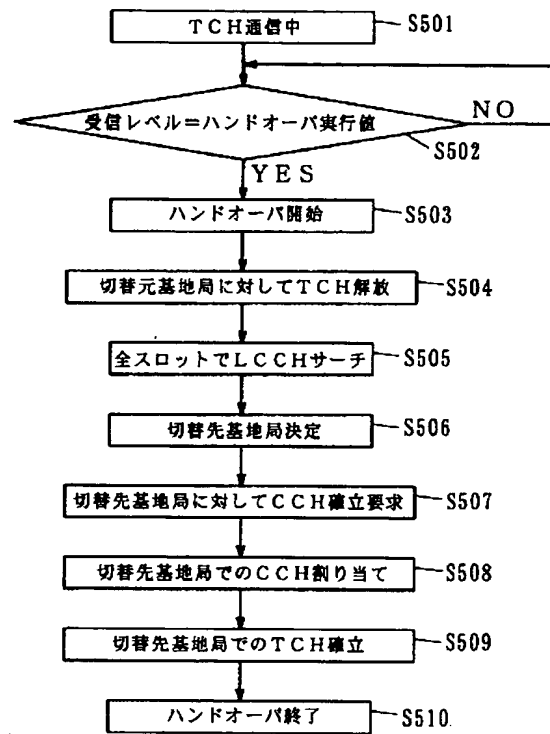 TCH通信中 S501
受信レベル=ハンドオーバ実行値 NO
S502
YES
ハンドオーバ開始 S503
切替元基地局に対してTCH解放 S504
全スロットでLCCHサーチ S505
切替先基地局決定 S506
切替先基地局に対してCCH確立要求 S507
切替先基地局でのCCH割り当て S508
切替先基地局でのTCH確立 S509
ハンドオーバ終了 S510